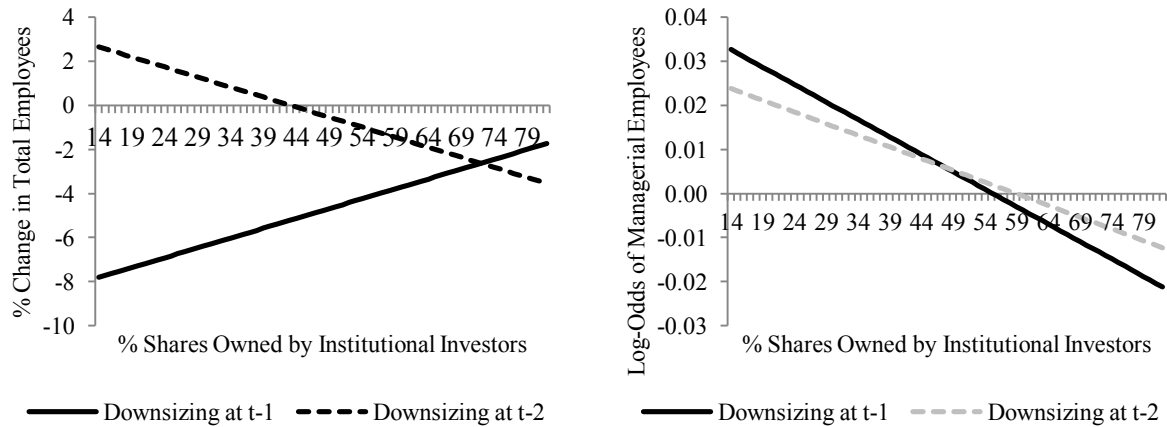 % Change in Total Employees
4
2
0
-2
-4
-6
-8
-10
14 19 24 29 34 39 44 49 54 59 64 69 74 79
% Shares Owned by Institutional Investors
Downsizing at t-1 Downsizing at t-2
Log-Odds of Managerial Employees
0.04
0.03
0.02
0.01
0.00
-0.01
-0.02
-0.03
14 19 24 29 34 39 44 49 54 59 64 69 74 79
% Shares Owned by Institutional Investors
Downsizing at t-1 Downsizing at t-2